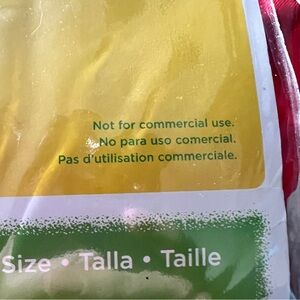 Not for commercial use.
No para uso comercial.
Pas d'utilisation commerciale.
Size • Talla • Taille